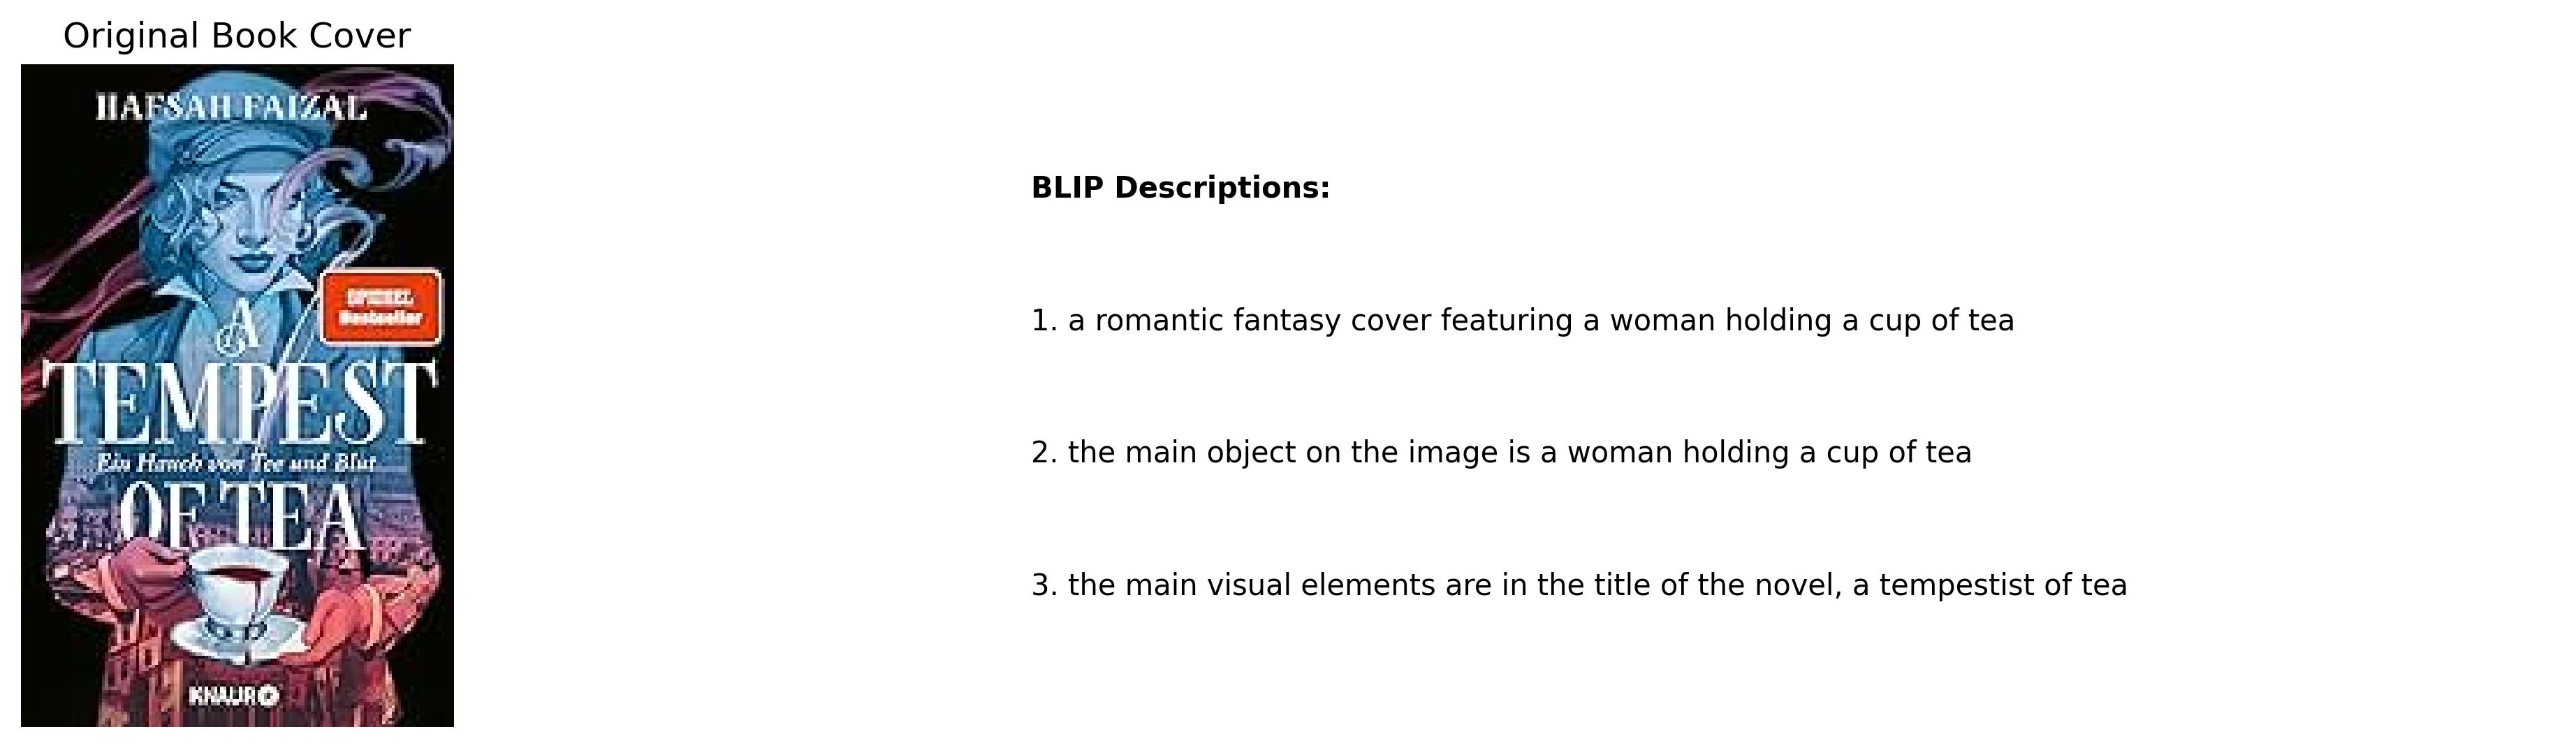 Original Book Cover
HAFSAH FAIZAL
SPIEGEL
Bestseller
A
TEMPEST
Ein Hauch von Tee und Blut
OF TEA
KNAUR
BLIP Descriptions:
1. a romantic fantasy cover featuring a woman holding a cup of tea
2. the main object on the image is a woman holding a cup of tea
3. the main visual elements are in the title of the novel, a tempestist of tea